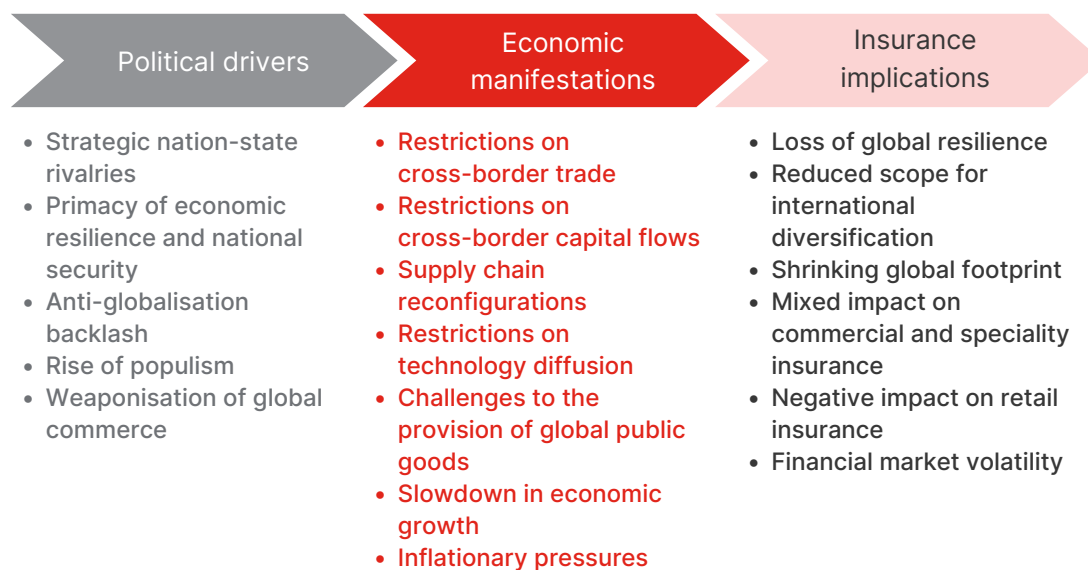 Political drivers
• Strategic nation-state
rivalries
• Primacy of economic
resilience and national
security
• Anti-globalisation
backlash
• Rise of populism
• Weaponisation of global
commerce
Economic
manifestations
• Restrictions on
cross-border trade
• Restrictions on
cross-border capital flows
• Supply chain
reconfigurations
• Restrictions on
technology diffusion
• Challenges to the
provision of global public
goods
• Slowdown in economic
growth
• Inflationary pressures
Insurance
implications
• Loss of global resilience
• Reduced scope for
international
diversification
• Shrinking global footprint
• Mixed impact on
commercial and speciality
insurance
• Negative impact on retail
insurance
• Financial market volatility